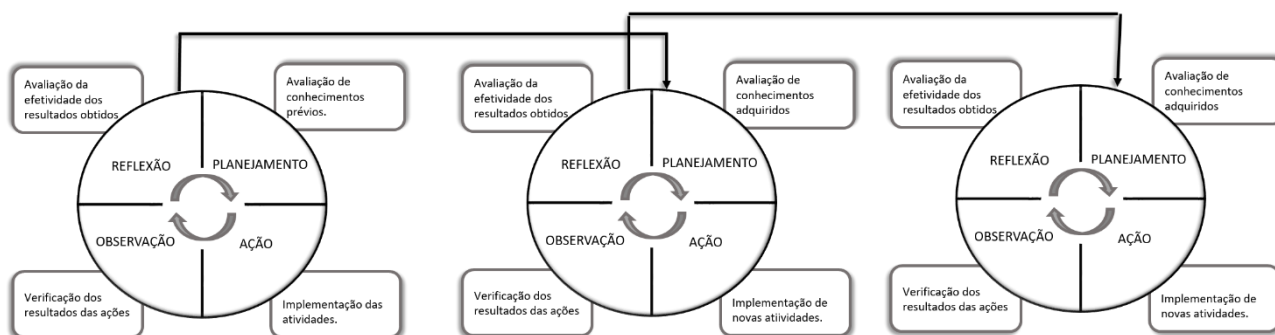 Avaliação da
efetividade dos
resultados obtidos
Avaliação de
conhecimentos
prévios.
REFLEXÃO
PLANEJAMENTO
OBSERVAÇÃO
AÇÃO
Verificação dos
resultados das ações
Implementação das
atividades.
Avaliação da
efetividade dos
resultados obtidos
Avaliação de
conhecimentos
adquiridos
REFLEXÃO
PLANEJAMENTO
OBSERVAÇÃO
AÇÃO
Verificação dos
resultados das ações
Implementação de
novas atiividades.
Avaliação da
efetividade dos
resultados obtidos
Avaliação de
conhecimentos
adquiridos
REFLEXÃO
PLANEJAMENTO
OBSERVAÇÃO
AÇÃO
Verificação dos
resultados das ações
Implementação de
novas atividades.